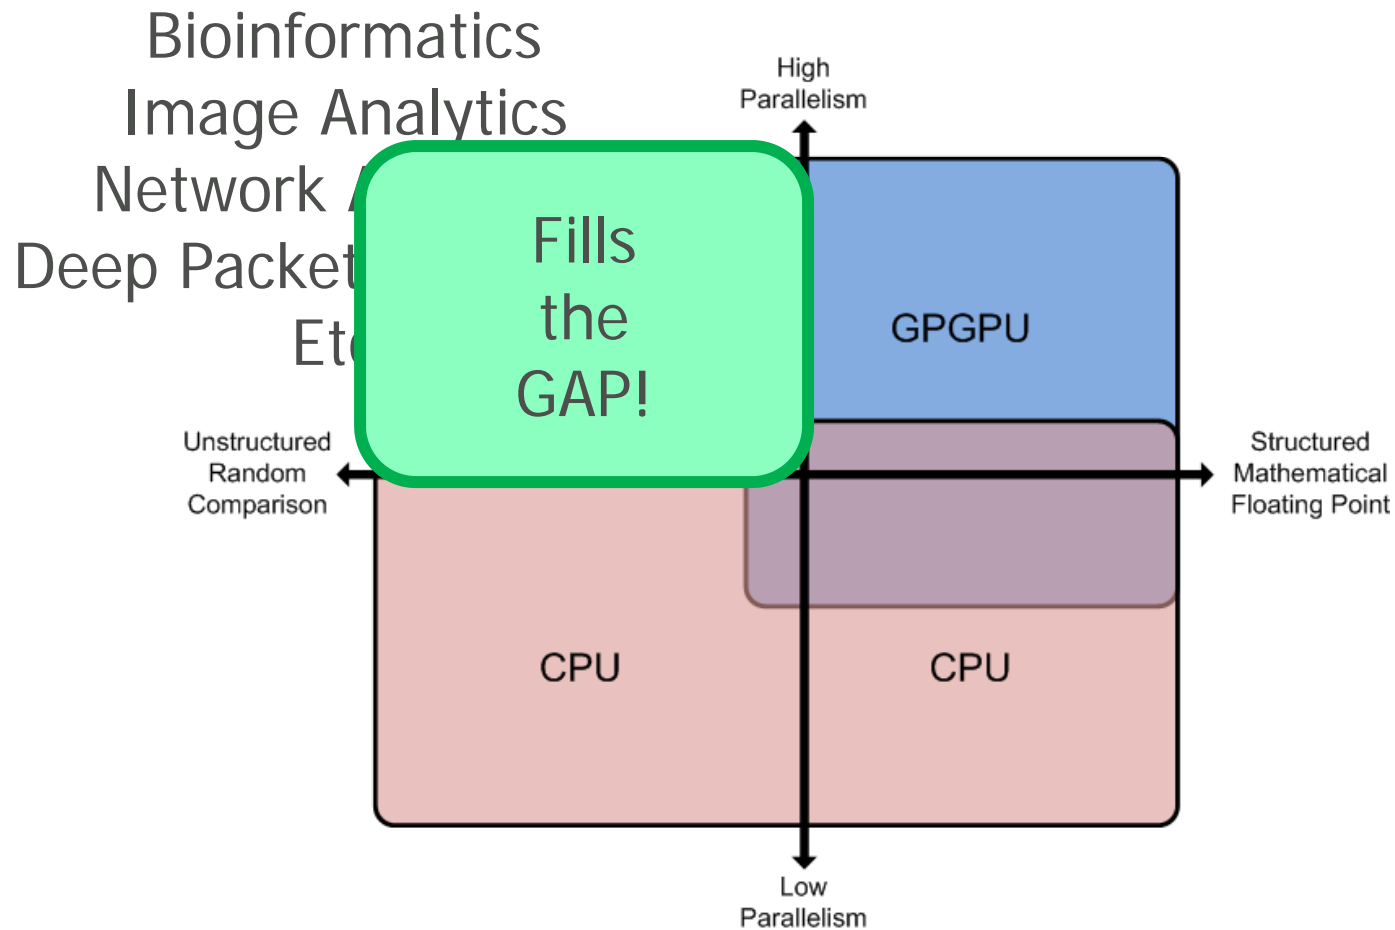 Bioinformatics
Image Analytics
Network
Deep Packet
Fills
the
GAP!
High
Parallelism
GPGPU
Unstructured
Random
Comparison
Structured
Mathematical
Floating Point
CPU
CPU
Low
Parallelism